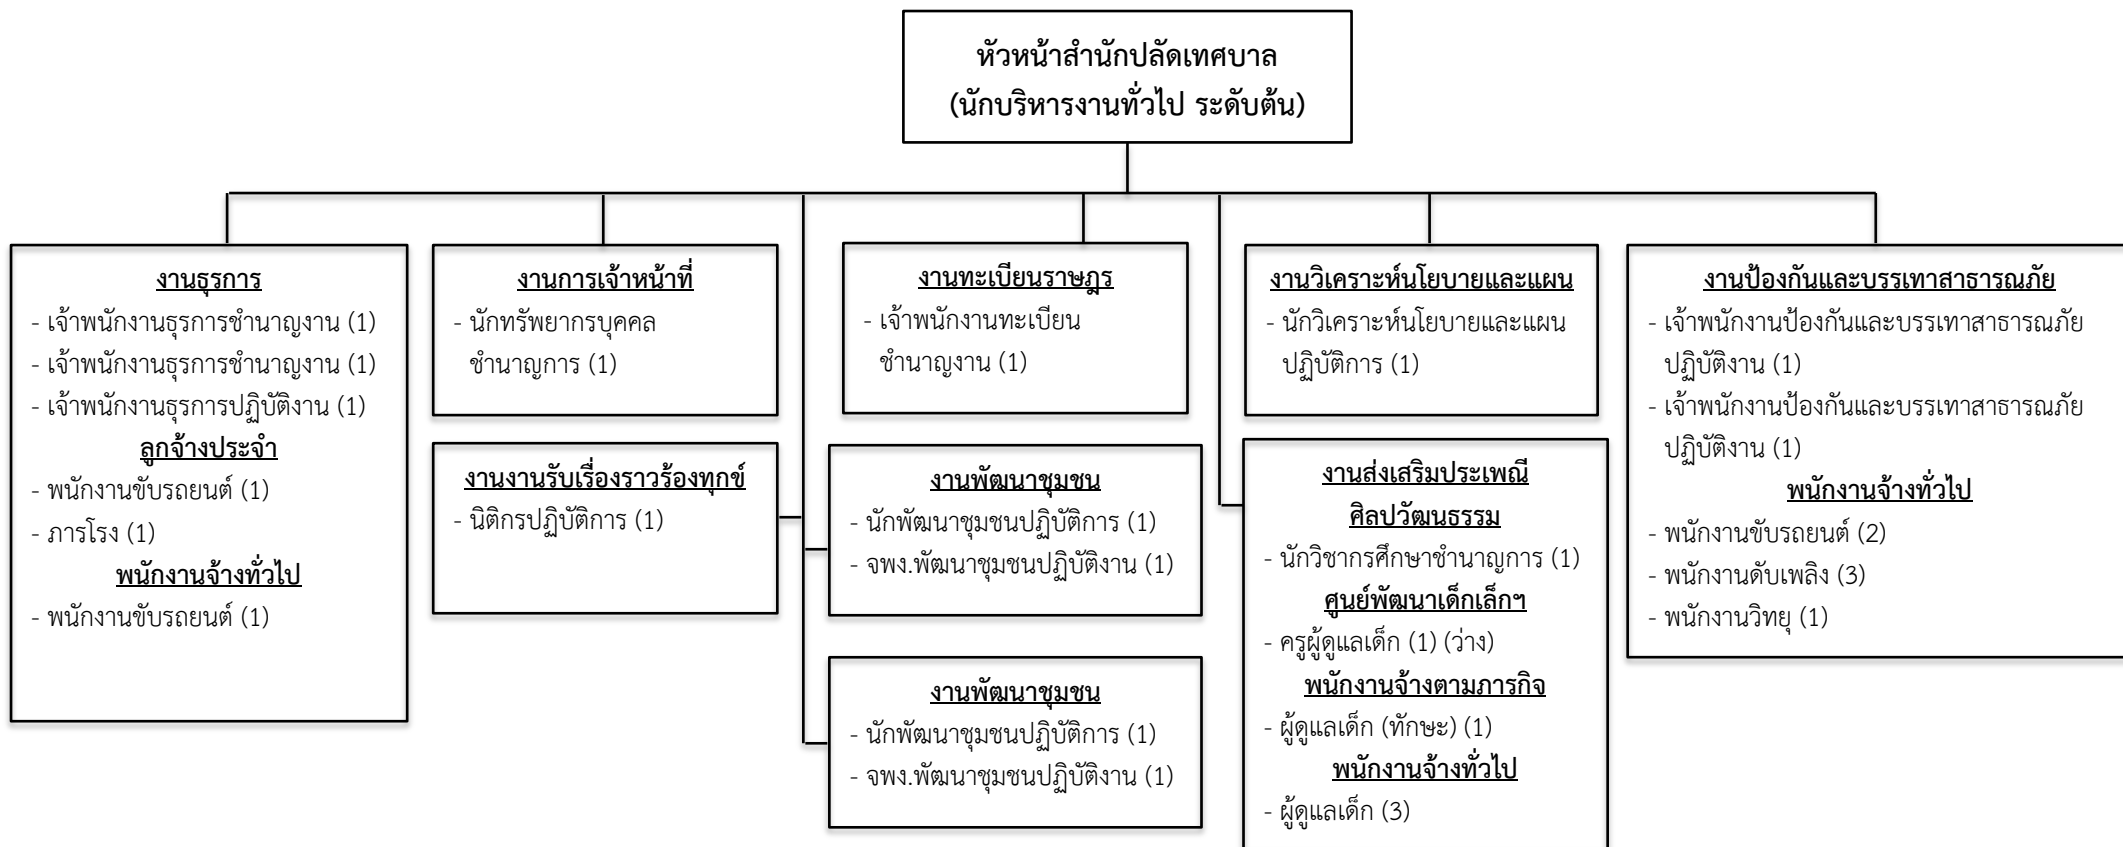 หัวหน้าสำนักปลัดเทศบาล
(นักบริหารงานทั่วไป ระดับต้น)
งานธุรการ
- เจ้าพนักงานธุรการชำนาญงาน (1)
- เจ้าพนักงานธุรการชำนาญงาน (1)
- เจ้าพนักงานธุรการปฏิบัติงาน (1)
ลูกจ้างประจำ
- พนักงานขับรถยนต์ (1)
- ภารโรง (1)
พนักงานจ้างทั่วไป
- พนักงานขับรถยนต์ (1)
งานการเจ้าหน้าที่
- นักทรัพยากรบุคคล
ชำนาญการ (1)
งานงานรับเรื่องราวร้องทุกข์
- นิติกรปฏิบัติการ (1)
งานทะเบียนราษฎร
- เจ้าพนักงานทะเบียน
ชำนาญงาน (1)
งานพัฒนาชุมชน
- นักพัฒนาชุมชนปฏิบัติการ (1)
- จพง.พัฒนาชุมชนปฏิบัติงาน (1)
งานพัฒนาชุมชน
- นักพัฒนาชุมชนปฏิบัติการ (1)
- จพง.พัฒนาชุมชนปฏิบัติงาน (1)
งานวิเคราะห์นโยบายและแผน
- นักวิเคราะห์นโยบายและแผน
ปฏิบัติการ (1)
งานส่งเสริมประเพณี
ศิลปวัฒนธรรม
- นักวิชากรศึกษาชำนาญการ (1)
ศูนย์พัฒนาเด็กเล็กฯ
- ครูผู้ดูแลเด็ก (1) (ว่าง)
พนักงานจ้างตามภารกิจ
- ผู้ดูแลเด็ก (ทักษะ) (1)
พนักงานจ้างทั่วไป
- ผู้ดูแลเด็ก (3)
งานป้องกันและบรรเทาสาธารณภัย
- เจ้าพนักงานป้องกันและบรรเทาสาธารณภัย
ปฏิบัติงาน (1)
- เจ้าพนักงานป้องกันและบรรเทาสาธารณภัย
ปฏิบัติงาน (1)
พนักงานจ้างทั่วไป
- พนักงานขับรถยนต์ (2)
- พนักงานดับเพลิง (3)
- พนักงานวิทยุ (1)